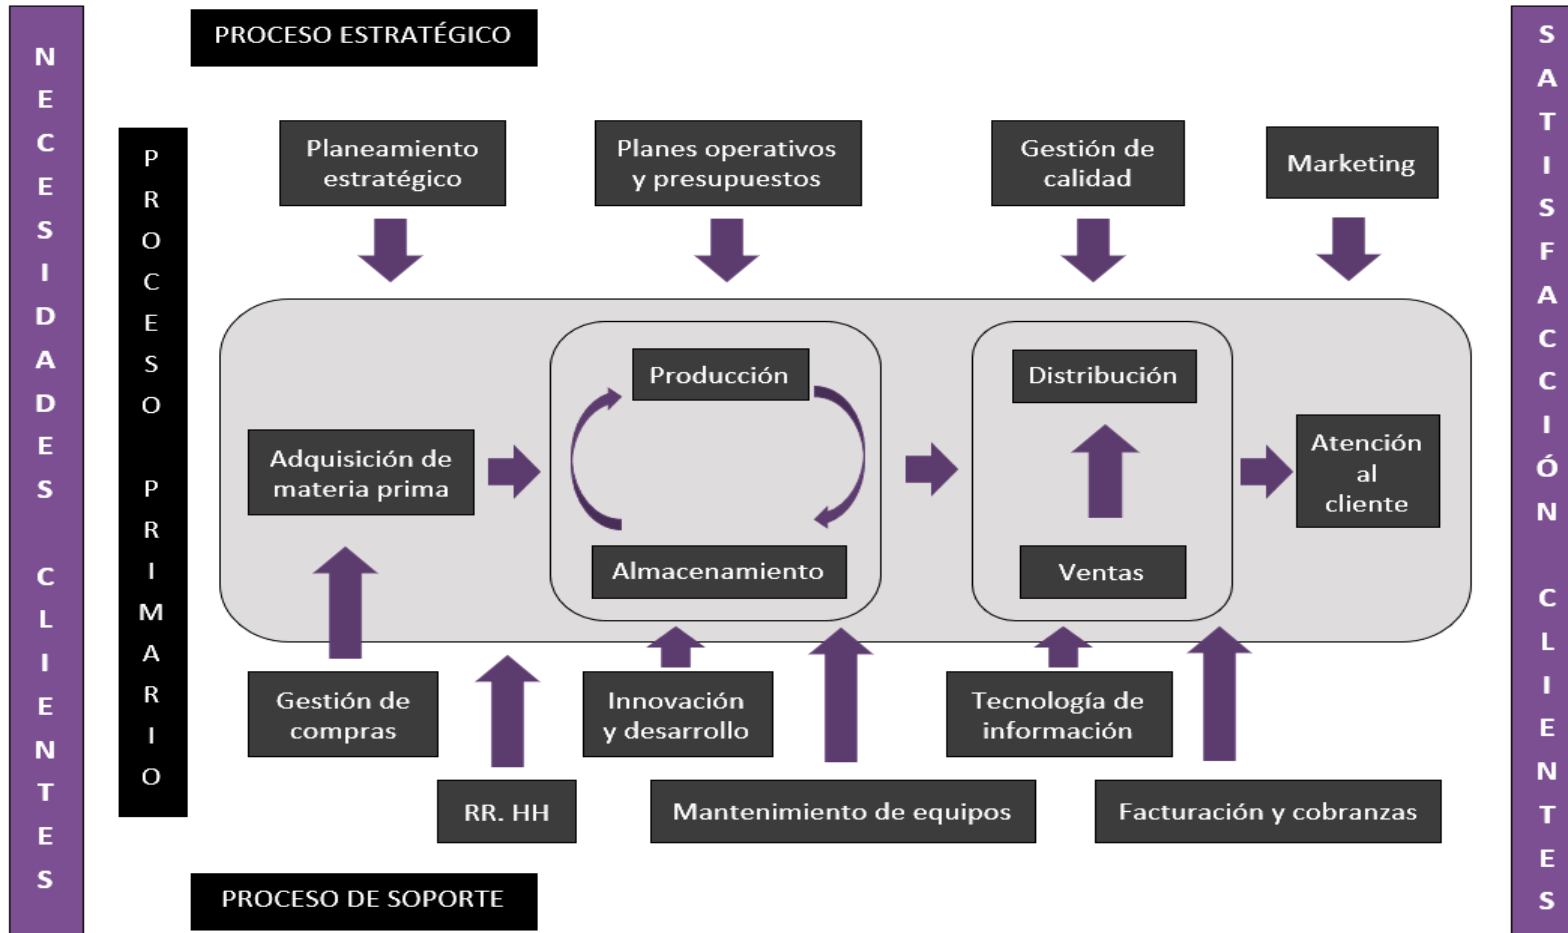 NECESIDADES CLIENTES
PROCESO ESTRATÉGICO
PROCESO PRIMARIO
Planeamiento
estratégico
Planes operativos
y presupuestos
Gestión de
calidad
Marketing
Adquisición de
materia prima
Producción
Almacenamiento
Distribución
Ventas
Atención
al
cliente
Gestión de
compras
RR. HH
Innovación
y desarrollo
Mantenimiento de equipos
Tecnología de
información
Facturación y cobranzas
PROCESO DE SOPORTE
SATISFACCIÓN CLIENTES